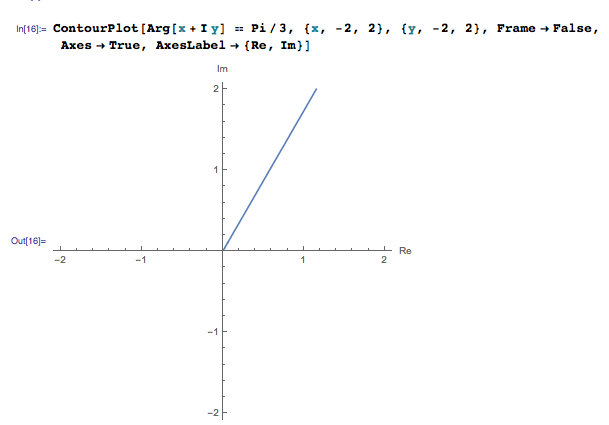 In[16]:= ContourPlot[Arg[x + I y] == Pi / 3, {x, -2, 2}, {y, -2, 2}, Frame → False,
Axes → True, AxesLabel → {Re, Im}]
Im
2
1
Out[16]=
-2 -1 1 2 Re
-1
-2